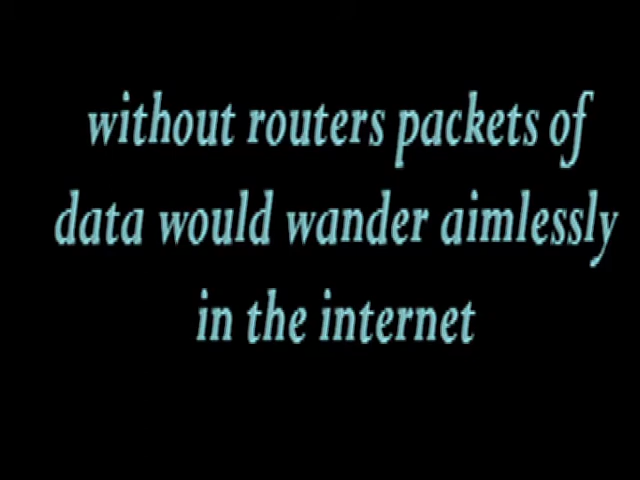 without routers packets of
data would wander aimlessly
in the internet